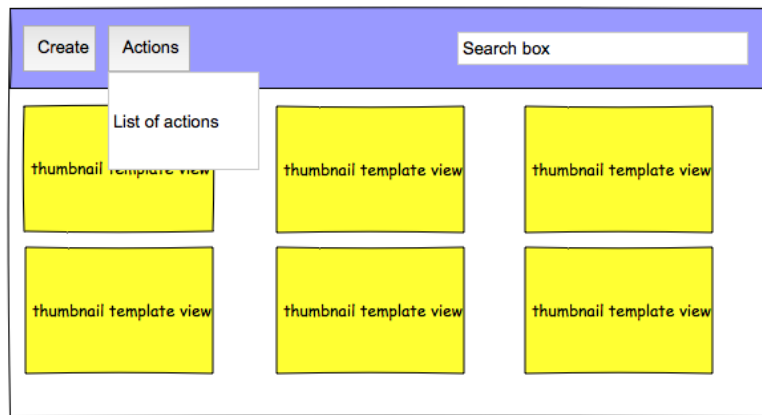 Create
Actions
Search box
List of actions
thumbnail template view
thumbnail template view
thumbnail template view
thumbnail template view
thumbnail template view
thumbnail template view